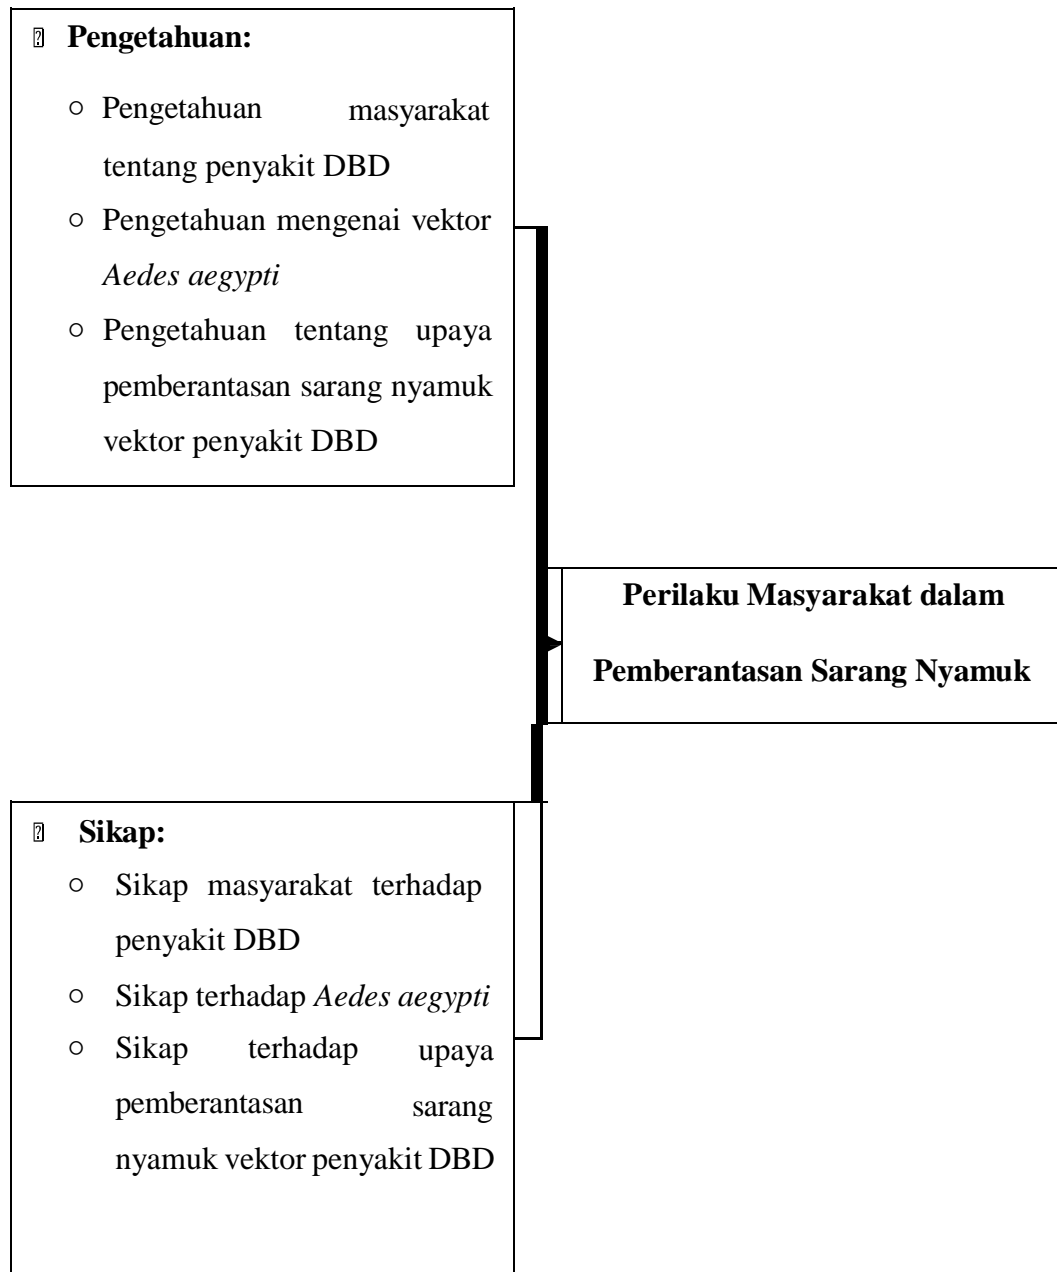 Pengetahuan:
○ Pengetahuan masyarakat
tentang penyakit DBD
○ Pengetahuan mengenai vektor
Aedes aegypti
○ Pengetahuan tentang upaya
pemberantasan sarang nyamuk
vektor penyakit DBD
Perilaku Masyarakat dalam
Pemberantasan Sarang Nyamuk
Sikap:
○ Sikap masyarakat terhadap
penyakit DBD
○ Sikap terhadap Aedes aegypti
○ Sikap terhadap upaya
pemberantasan sarang
nyamuk vektor penyakit DBD